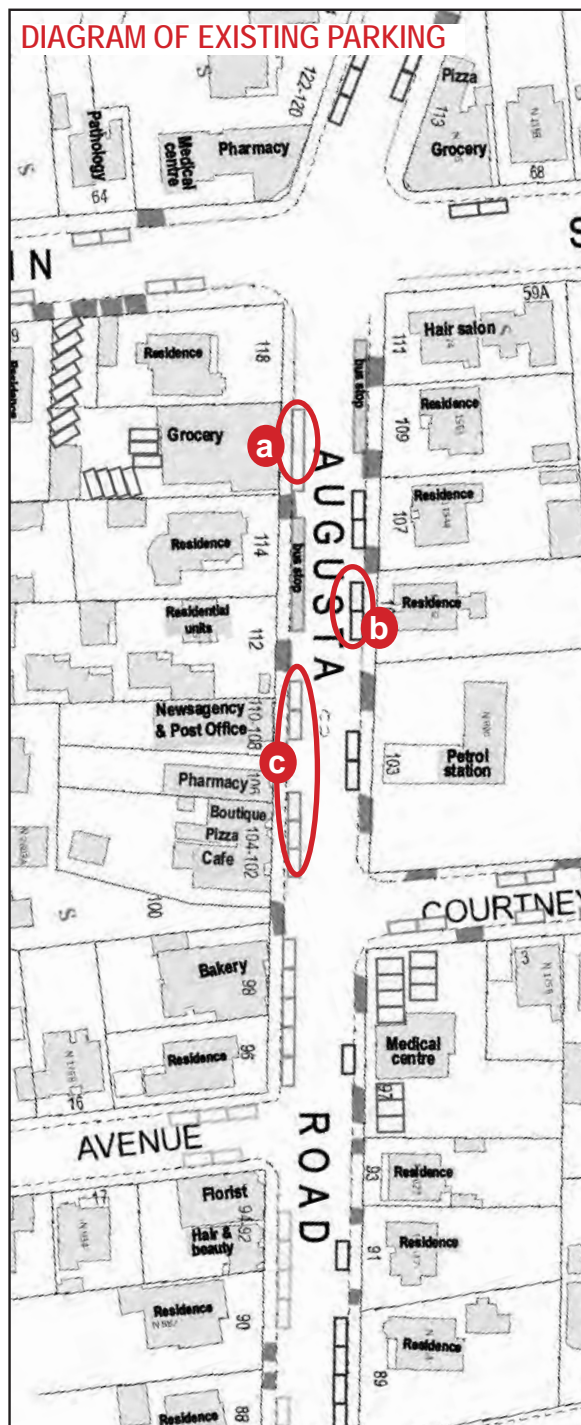 DIAGRAM OF EXISTING PARKING
122-120
Pizza
113
Pathology
Medical
centre
Pharmacy
Grocery
S
64
68
I N
S
59A
Hair salon
S
118
111
Residence
bus stop
Residence
Residence
Grocery
a
109
AUGUSTA
Residence
107
Residence
114
bus stop
Residence
b
Residential
units
112
Newsagency
& Post Office
110-108
c
103
Petrol
station
Pharmacy
106
Boutique
Pizza
Cafe
104-102
S
100
COURTNEY
Bakery
98
3
Medical
centre
97
Residence
96
16
AVENUE
ROAD
93
Residence
17
Florist
94-92
Hair &
beauty
91
Residence
Residence
90
Residence
89
Residence
88